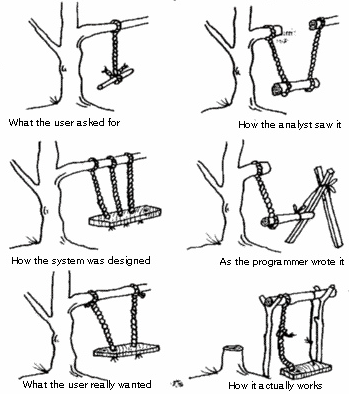 What the user asked for
How the analyst saw it
How the system was designed
As the programmer wrote it
What the user really wanted
How it actually works